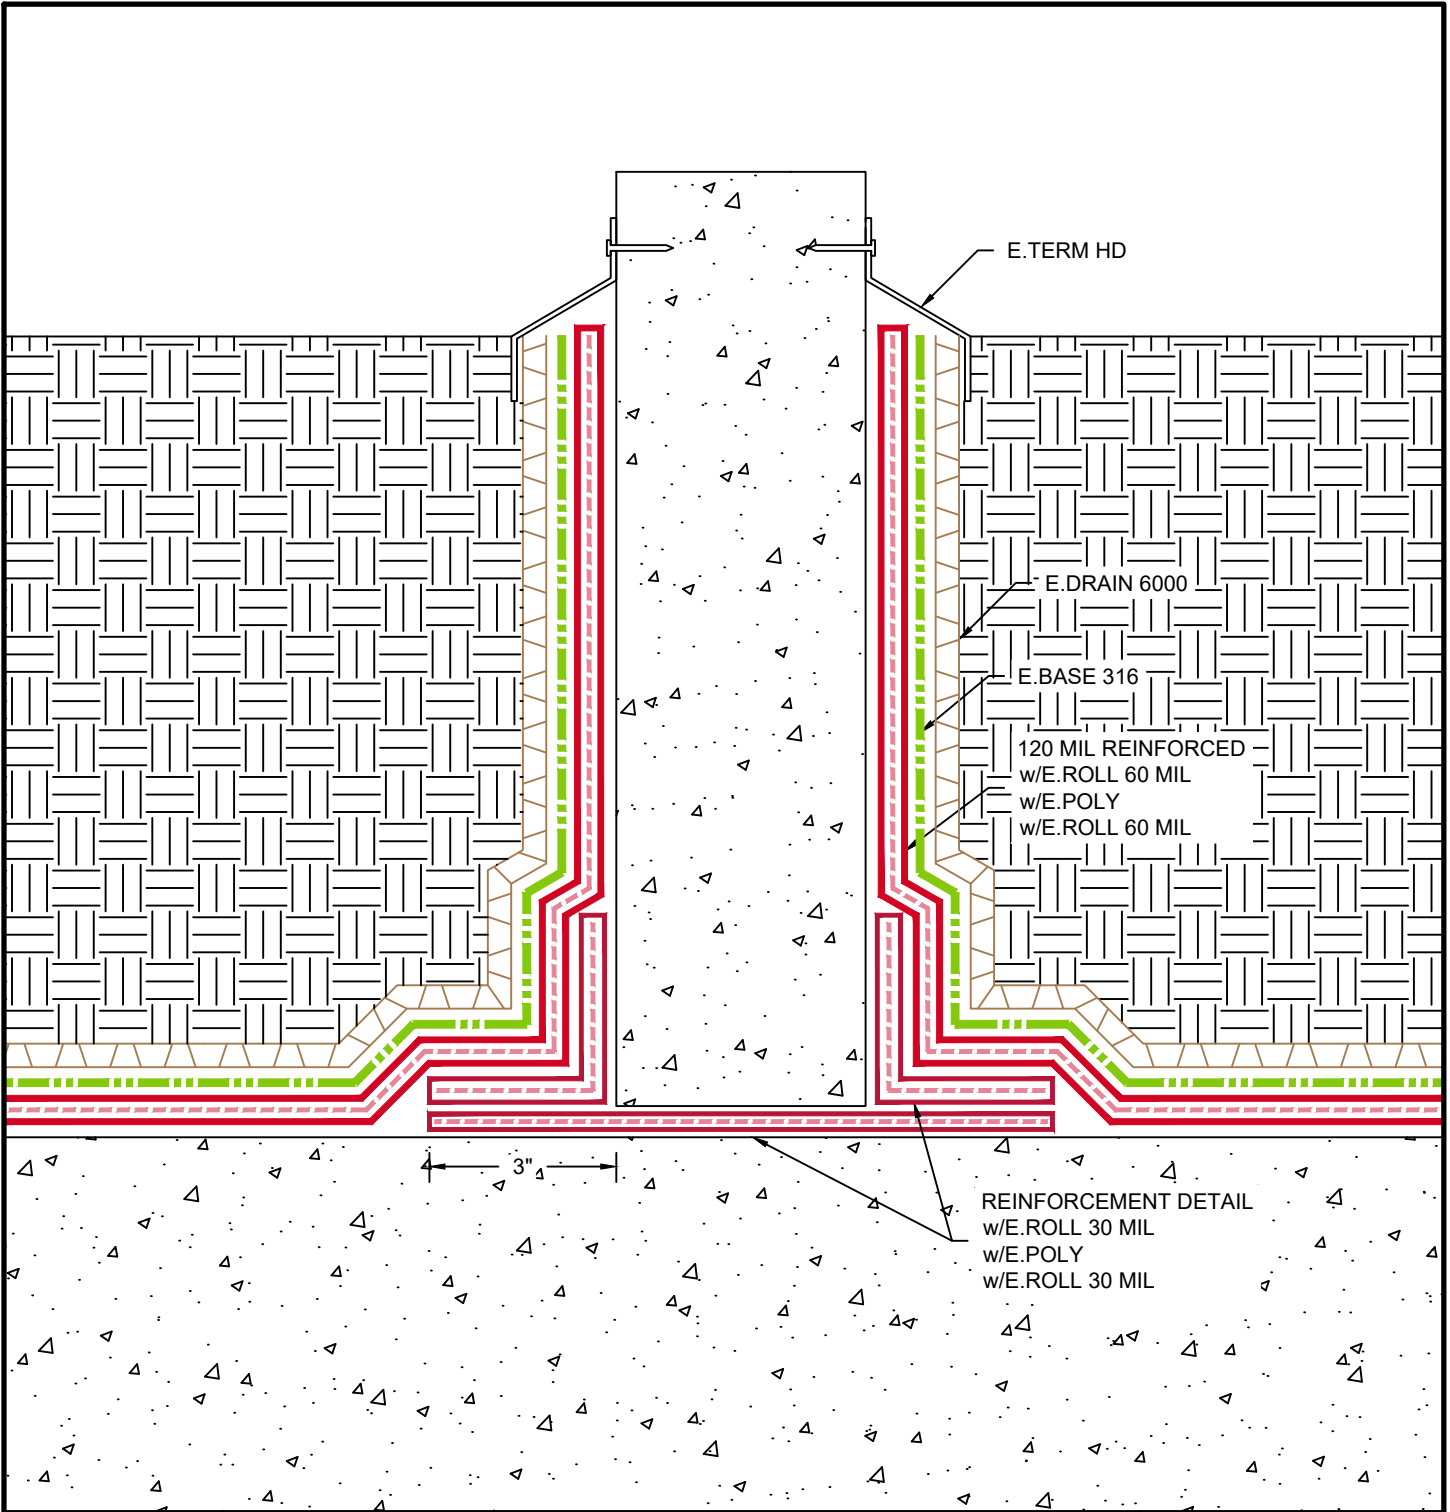 E.TERM HD
E.DRAIN 6000
E.BASE 316
120 MIL REINFORCED
w/E.ROLL 60 MIL
w/E.POLY
w/E.ROLL 60 MIL
3"
REINFORCEMENT DETAIL
w/E.ROLL 30 MIL
w/E.POLY
w/E.ROLL 30 MIL